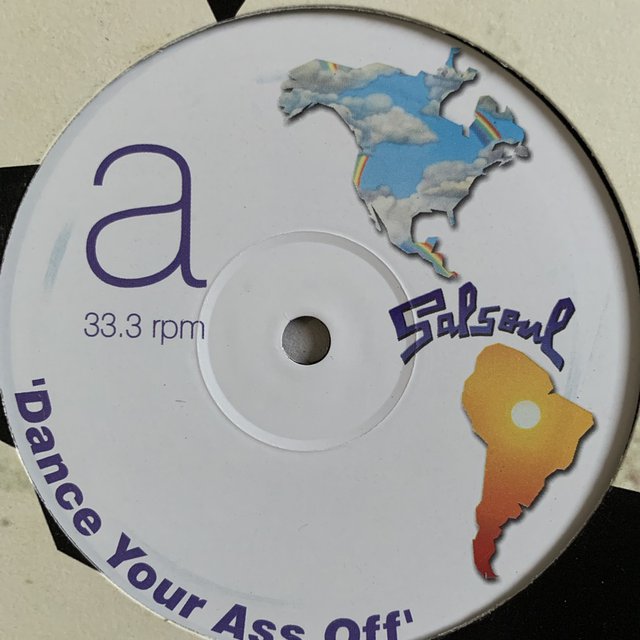 a
33.3 rpm
Salsoul
'Dance Your Ass Off'